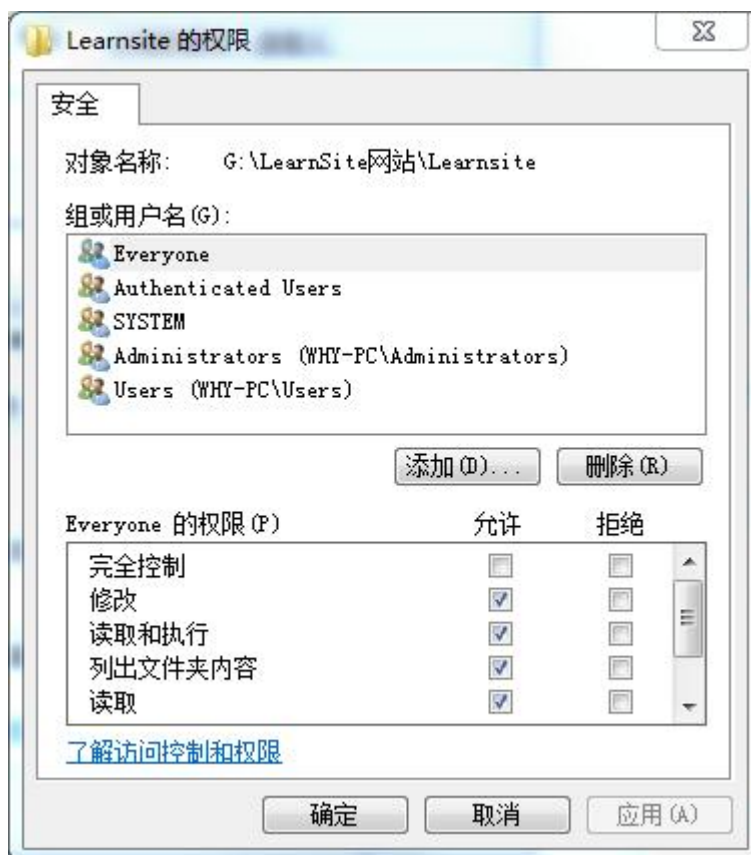 Learnsite 的权限
安全
对象名称: G:\LearnSite网站\Learnsite
组或用户名(G):
Everyone
Authenticated Users
SYSTEM
Administrators (WHY-PC\Administrators)
Users (WHY-PC\Users)
添加(D)... 删除(R)
Everyone 的权限(P) 允许 拒绝
完全控制
修改
读取和执行
列出文件夹内容
读取
了解访问控制和权限
确定 取消 应用(A)